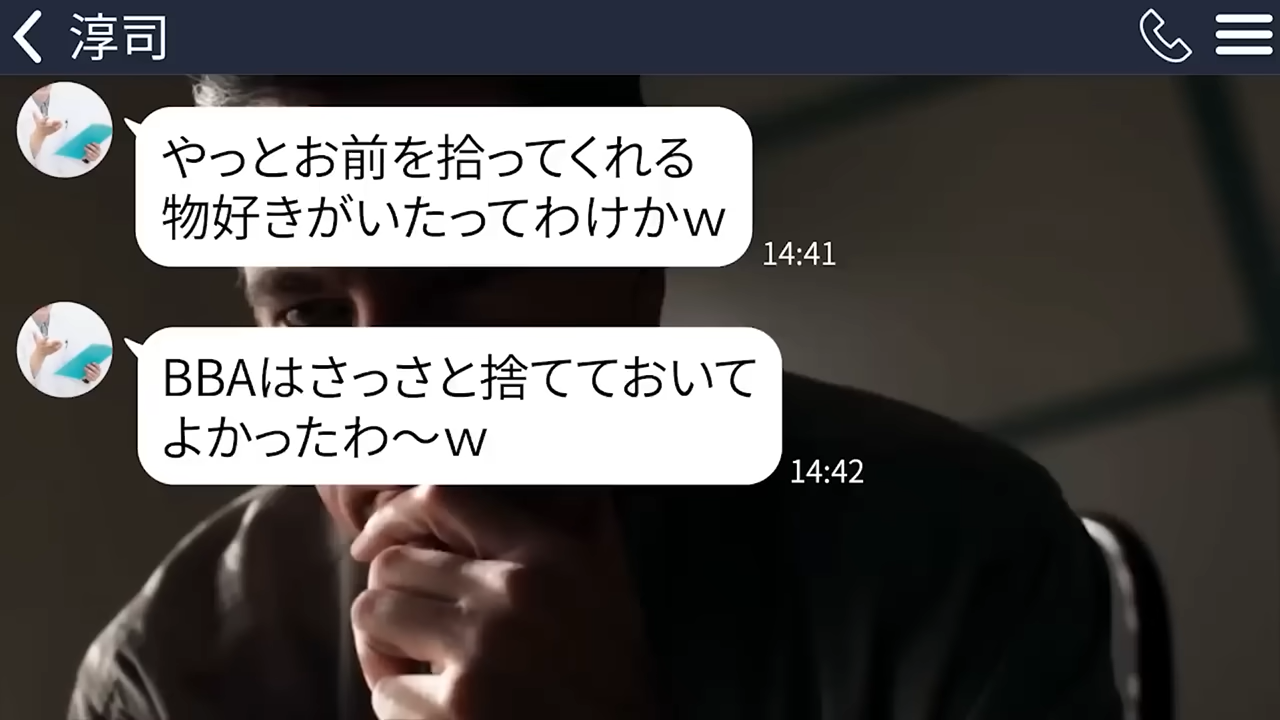 淳司
やっとお前を拾ってくれる
物好きがいたってわけかｗ
14:41
BBAはさっさと捨てておいて
よかったわ～ｗ
14:42